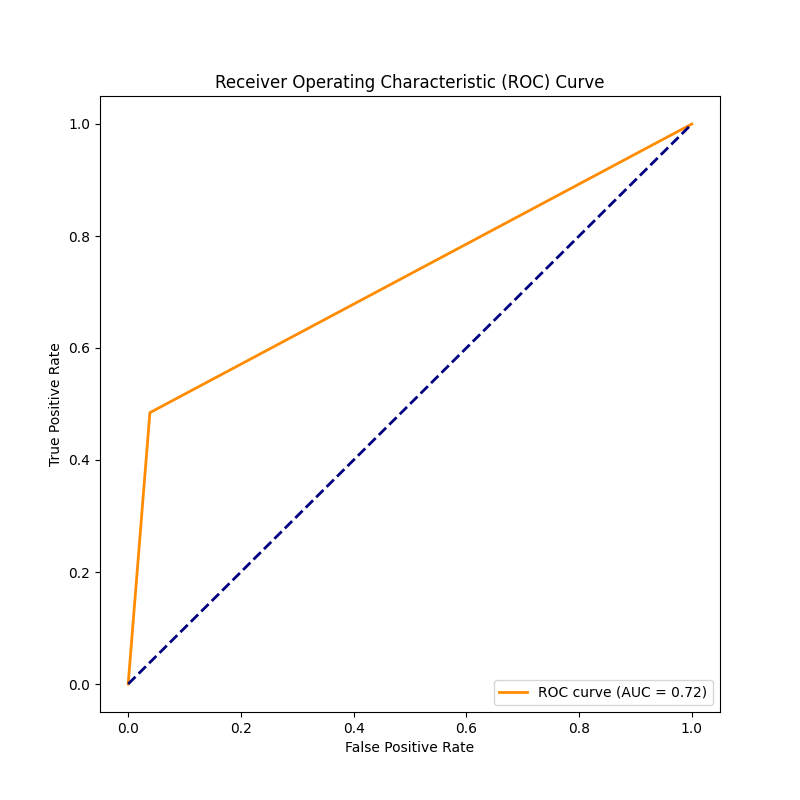 Receiver Operating Characteristic (ROC) Curve
True Positive Rate
1.0
0.8
0.6
0.4
0.2
0.0
ROC curve (AUC = 0.72)
0.0 0.2 0.4 0.6 0.8 1.0
False Positive Rate